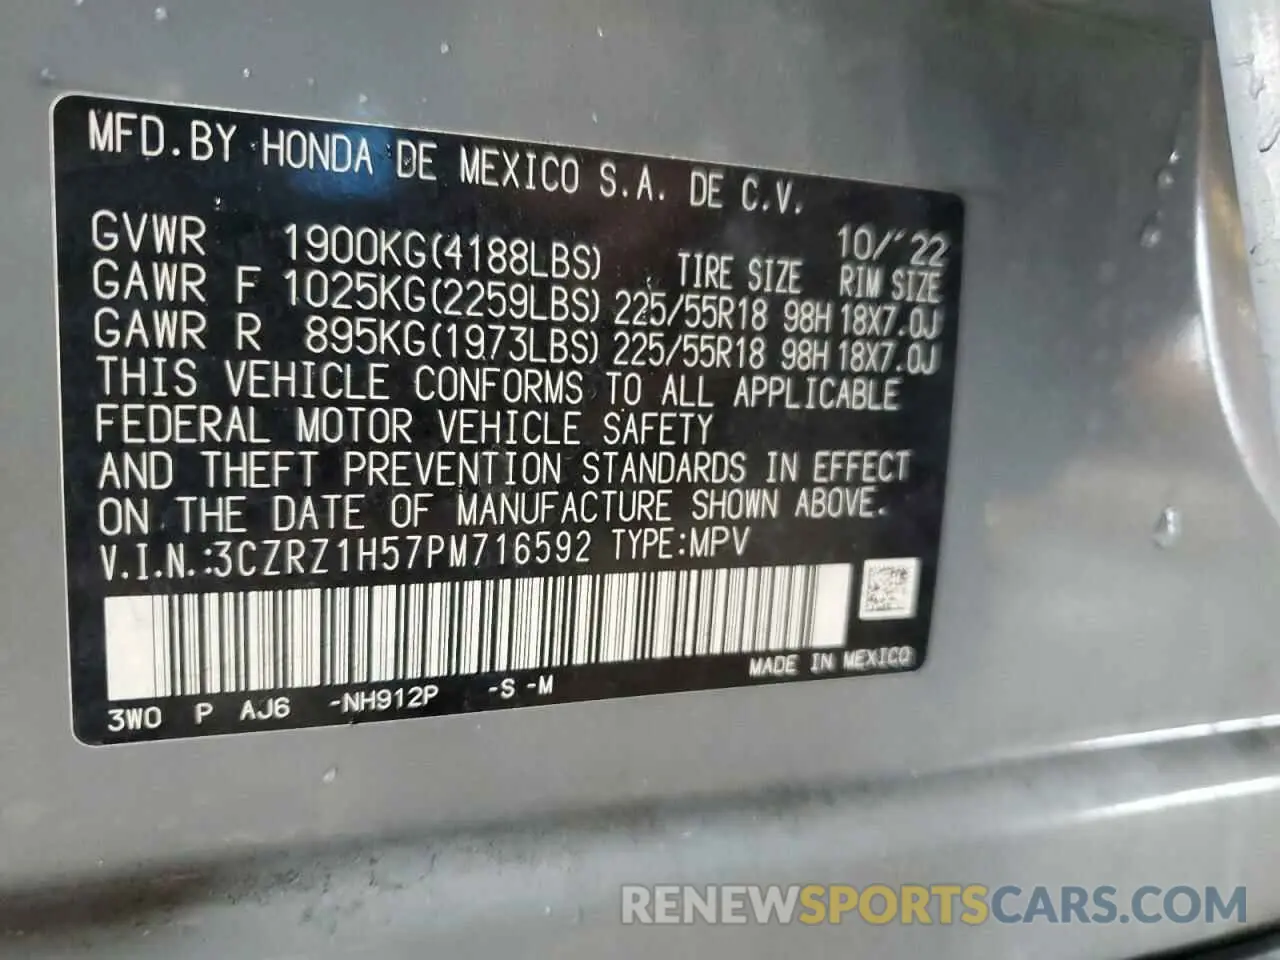 MFD.BY HONDA DE MEXICO S.A. DE C.V.
10/'22
GVWR 1900KG(4188LBS) TIRE SIZE RIM SIZE
GAWR F 1025KG(2259LBS) 225/55R18 98H 18X7.0J
GAWR R 895KG(1973LBS) 225/55R18 98H 18X7.0J
THIS VEHICLE CONFORMS TO ALL APPLICABLE
FEDERAL MOTOR VEHICLE SAFETY
AND THEFT PREVENTION STANDARDS IN EFFECT
ON THE DATE OF MANUFACTURE SHOWN ABOVE.
V.I.N.:3CZRZ1H57PM716592 TYPE:MPV
MADE IN MEXICO
3W0 P AJ6 -NH912P -S -M
RENEWSPORTSCARS.COM